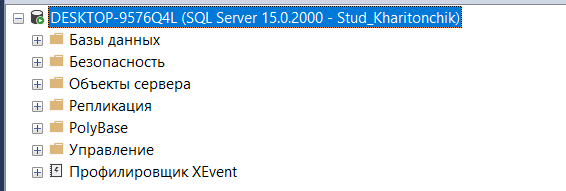 DESKTOP-9576Q4L (SQL Server 15.0.2000 - Stud_Kharitonchik)
Базы данных
Безопасность
Объекты сервера
Репликация
PolyBase
Управление
Профилировщик XEvent